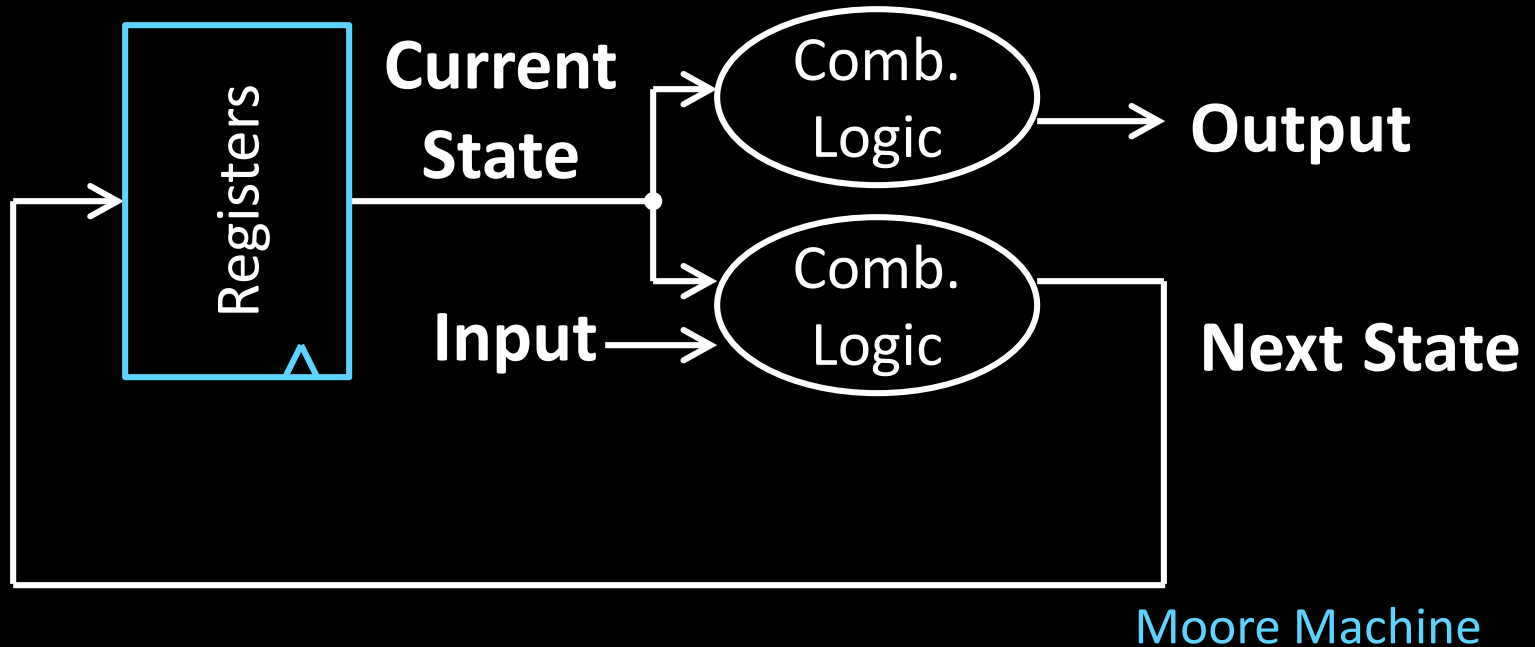 Registers
Current
State
Comb.
Logic
Output
Input
Comb.
Logic
Next State
Moore Machine